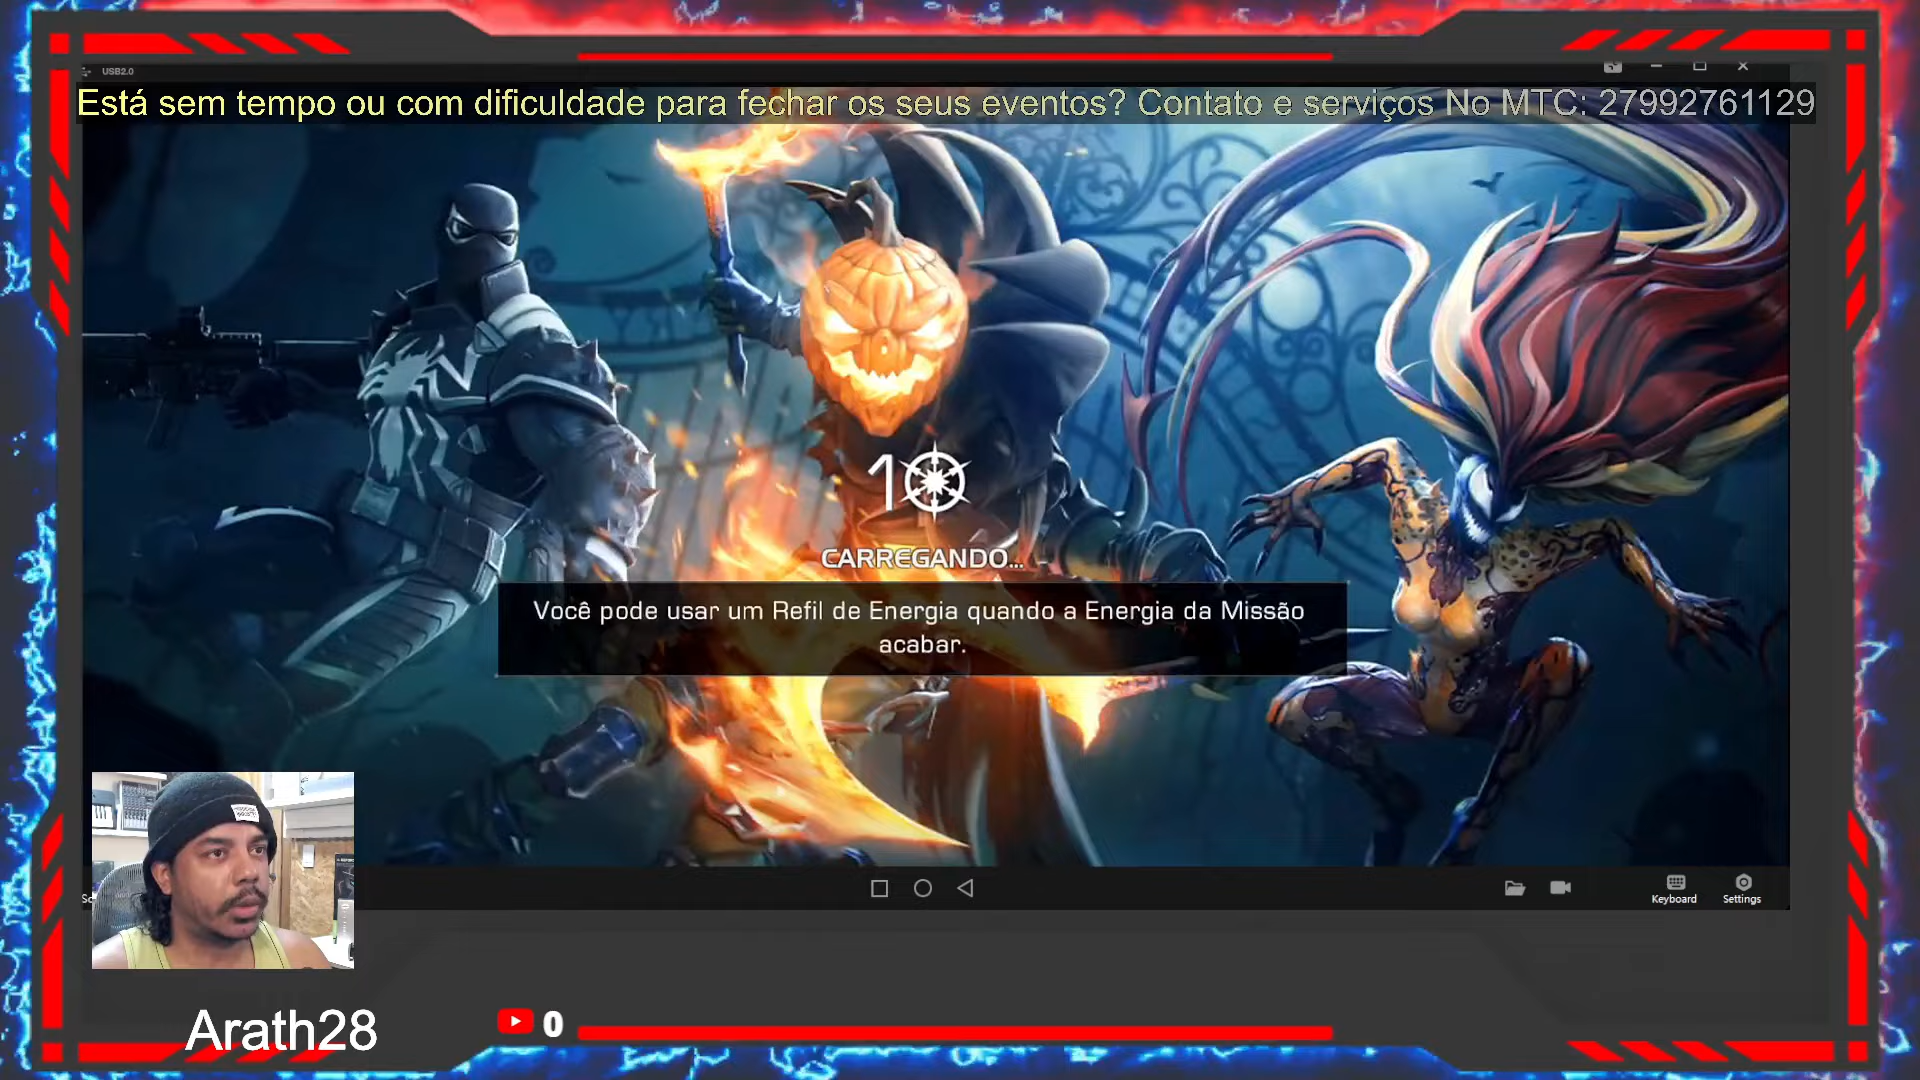 USB2.0
Está sem tempo ou com dificuldade para fechar os seus eventos? Contato e serviços No MTC: 27992761129
10
CARREGANDO...
Você pode usar um Refil de Energia quando a Energia da Missão
acabar.
Keyboard
Settings
Arath28
0